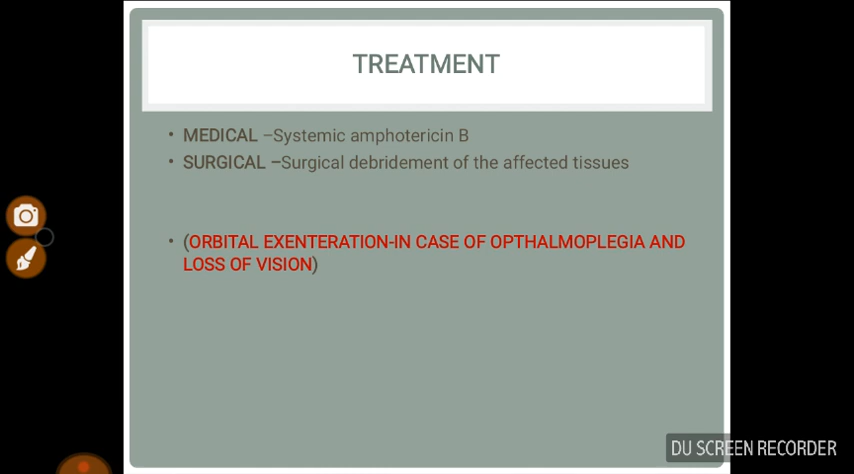 TREATMENT
• MEDICAL –Systemic amphotericin B
• SURGICAL –Surgical debridement of the affected tissues
• (ORBITAL EXENTERATION-IN CASE OF OPTHALMOPLEGIA AND
LOSS OF VISION)
DU SCREEN RECORDER